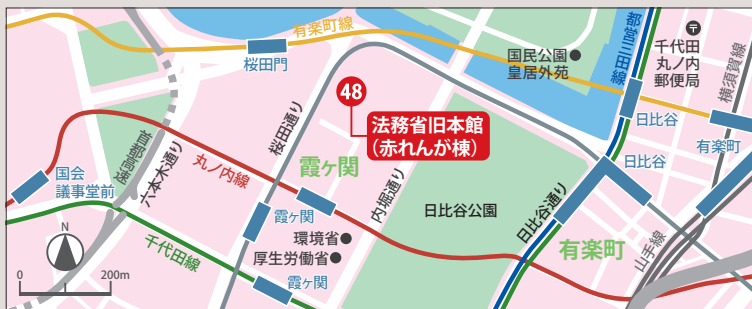 有楽町線
桜田門
国民公園
皇居外苑
都営三田線
千代田
丸ノ内
郵便局
横須賀線
日比谷
有楽町
48
法務省旧本館
(赤れんが棟)
桜田通り
霞ヶ関
内堀通り
首都高速
六本木通り
丸ノ内線
国会
議事堂前
日比谷
霞ヶ関
日比谷公園
日比谷通り
有楽町
山手線
環境省
厚生労働省
千代田線
霞ヶ関
N
0
200m